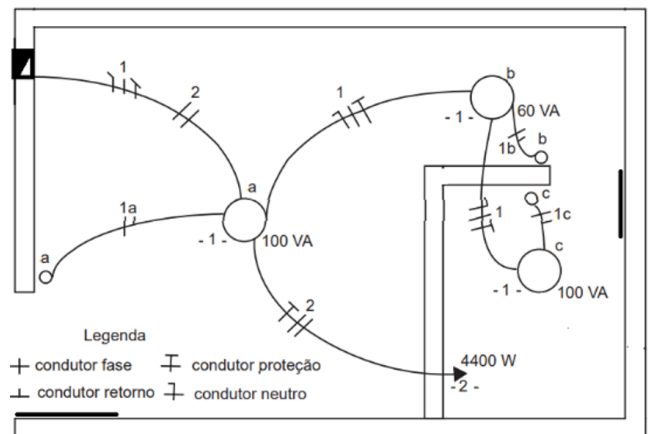 1
2
1
b
- 1 -
60 VA
b
1b
a
1a
- 1 -
100 VA
a
c
1
1c
c
- 1 -
100 VA
2
4400 W
- 2 -
Legenda
condutor fase
condutor proteção
condutor retorno
condutor neutro